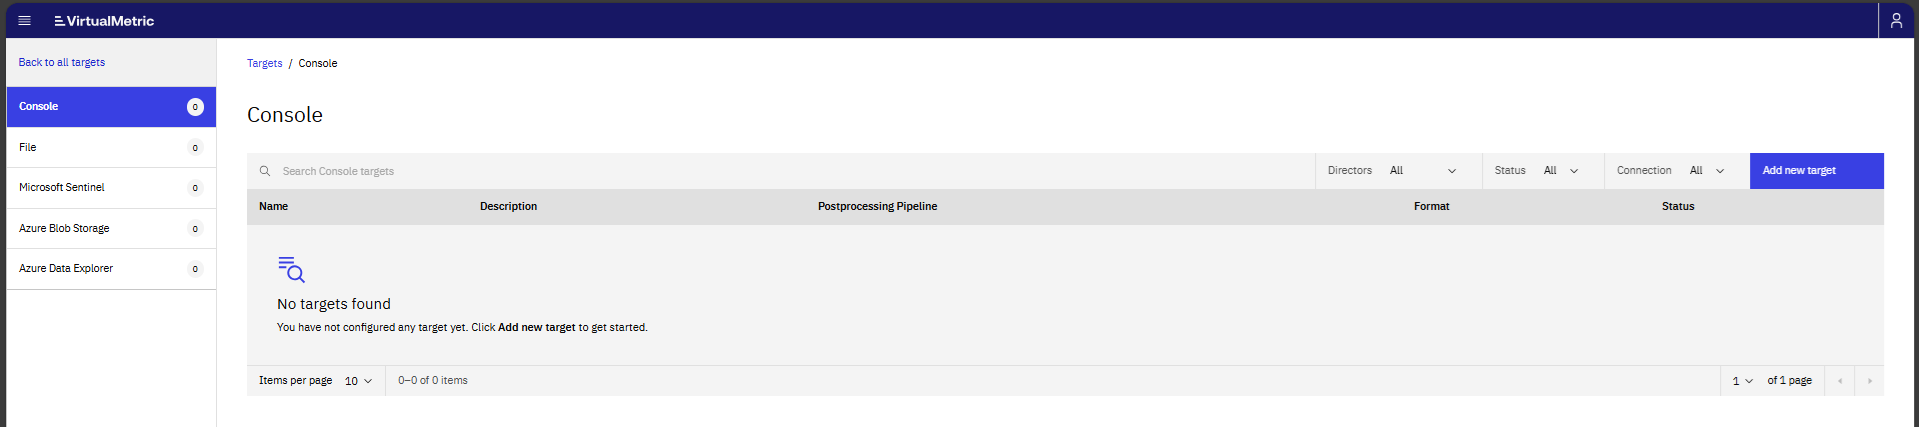 VirtualMetric
Back to all targets
Console 0
File 0
Microsoft Sentinel 0
Azure Blob Storage 0
Azure Data Explorer 0
Targets / Console
Console
Search Console targets Directors All Status All Connection All Add new target
Name Description Postprocessing Pipeline Format Status
No targets found
You have not configured any target yet. Click Add new target to get started.
Items per page 10 0–0 of 0 items 1 of 1 page